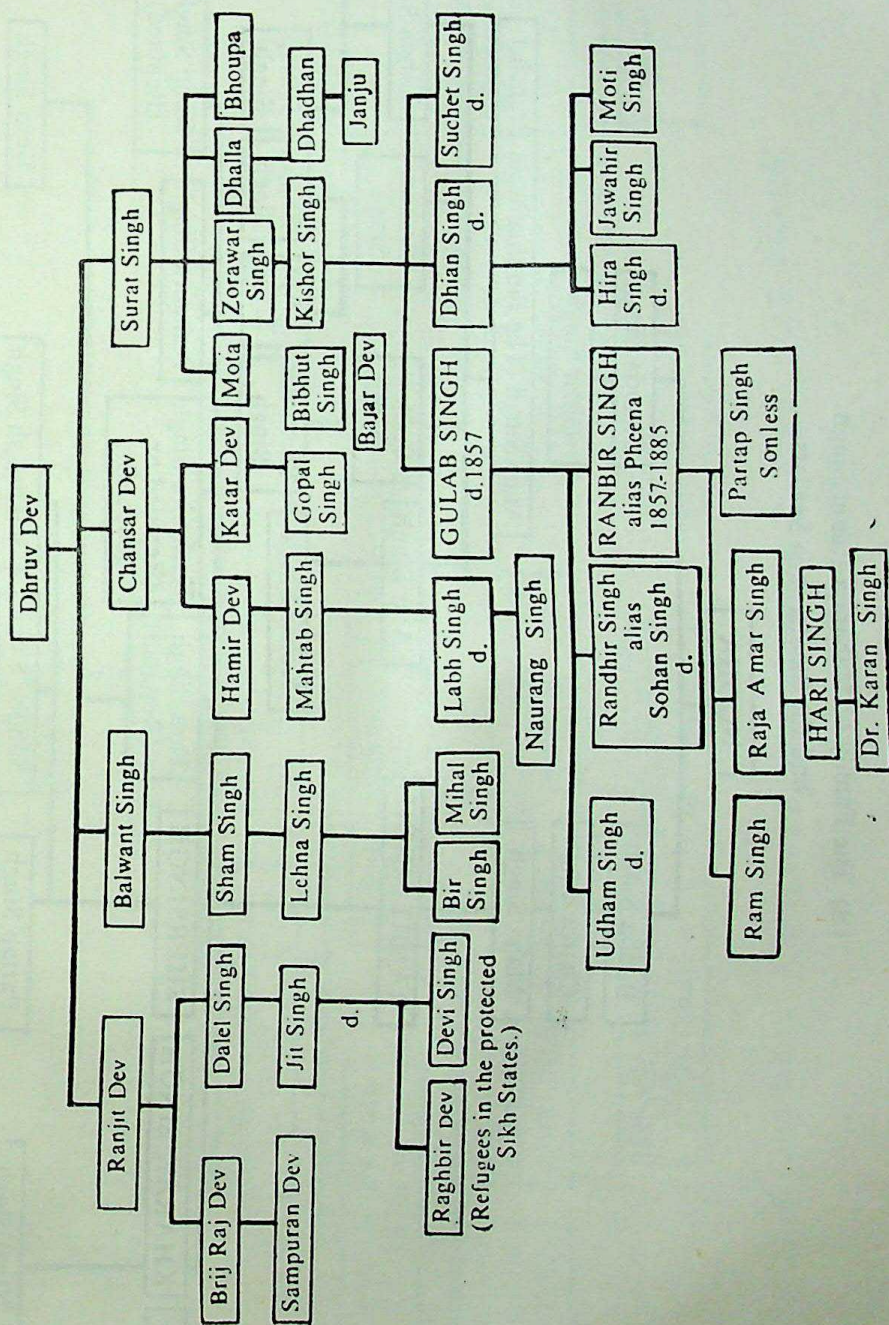 Dhruv Dev
Ranjit Dev
Balwant Singh
Chansar Dev
Surat Singh
Brij Raj Dev
Dalel Singh
Sham Singh
Hamir Dev
Katar Dev
Mota
Zorawar
Singh
Dhalla
Bhoupa
Sampuran Dev
Jit Singh
d.
Lehna Singh
Mahtab Singh
Gopal
Singh
Bibhut
Singh
Bajar Dev
Kishor Singh
Dhadhan
Janju
Raghbir Dev
Devi Singh
(Refugees in the protected
Sikh States.)
Bir
Singh
Mihal
Singh
Labh Singh
d.
Naurang Singh
GULAB SINGH
d.1857
Dhian Singh
d.
Suchet Singh
d.
Udham Singh
d.
Randhir Singh
alias
Sohan Singh
d.
RANBIR SINGH
alias Pheena
1857-1885
Hira
Singh
d.
Jawahir
Singh
Moti
Singh
Ram Singh
Raja Amar Singh
Partap Singh
Sonless
HARI SINGH
Dr. Karan Singh